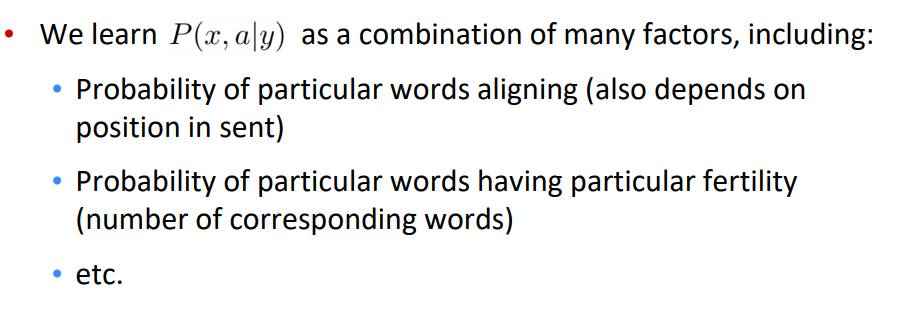 • We learn P(x, a|y) as a combination of many factors, including:
• Probability of particular words aligning (also depends on
position in sent)
• Probability of particular words having particular fertility
(number of corresponding words)
• etc.